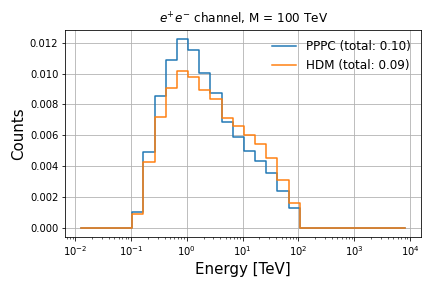 e⁺e⁻ channel, M = 100 TeV
PPPC (total: 0.10)
HDM (total: 0.09)
Counts
0.012
0.010
0.008
0.006
0.004
0.002
0.000
10⁻² 10⁻¹ 10⁰ 10¹ 10² 10³ 10⁴
Energy [TeV]